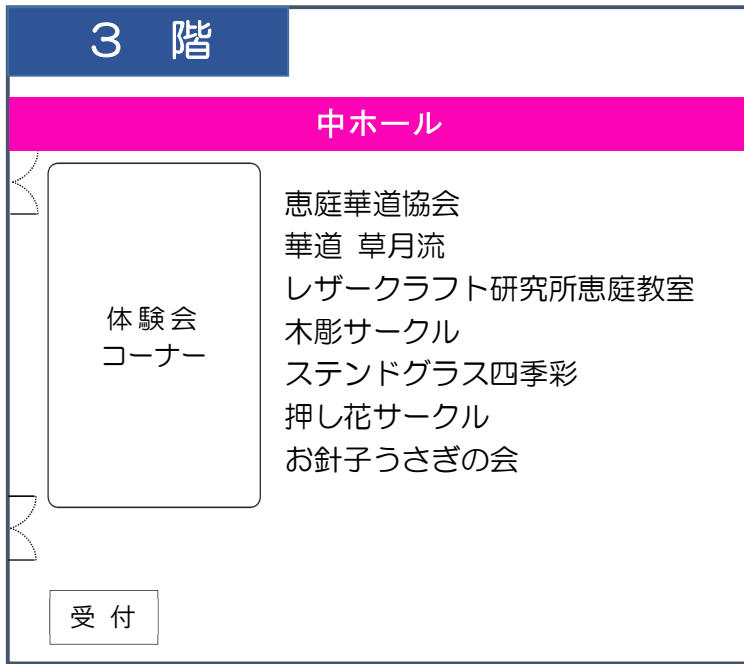 ３ 階
中ホール
体験会
コーナー
恵庭華道協会
華道 草月流
レザークラフト研究所恵庭教室
木彫サークル
ステンドグラス四季彩
押し花サークル
お針子うさぎの会
受 付